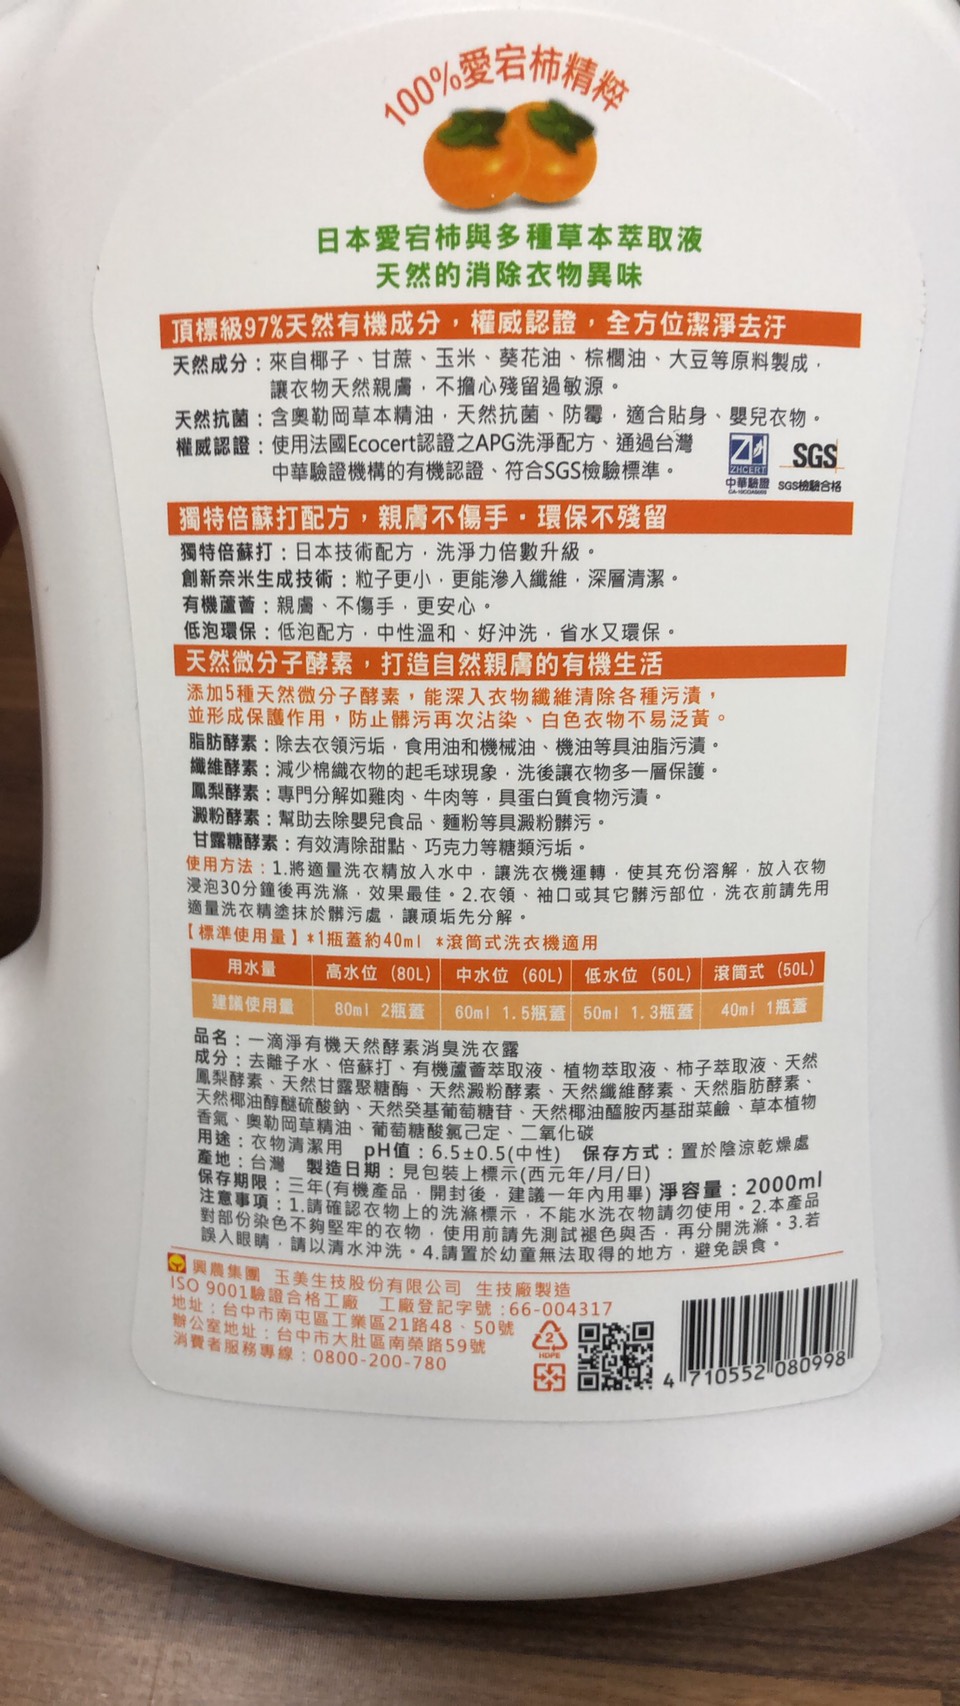 100%愛宕柿精粹
日本愛宕柿與多種草本萃取液
天然的消除衣物異味
頂標級97%天然有機成分，權威認證，全方位潔淨去汙
天然成分：來自椰子、甘蔗、玉米、葵花油、棕櫚油、大豆等原料製成，
讓衣物天然親膚，不擔心殘留過敏源。
天然抗菌：含奧勒岡草本精油，天然抗菌、防霉，適合貼身、嬰兒衣物。
權威認證：使用法國Ecocert認證之APG洗淨配方、通過台灣
中華驗證機構的有機認證、符合SGS檢驗標準。
ZHCERT
中華驗證
SGS
SGS檢驗合格
獨特倍蘇打配方，親膚不傷手．環保不殘留
獨特倍蘇打：日本技術配方，洗淨力倍數升級。
創新奈米生成技術：粒子更小，更能滲入纖維，深層清潔。
有機蘆薈：親膚、不傷手，更安心。
低泡環保：低泡配方，中性溫和、好沖洗，省水又環保。
天然微分子酵素，打造自然親膚的有機生活
添加5種天然微分子酵素，能深入衣物纖維清除各種污漬，
並形成保護作用，防止髒污再次沾染、白色衣物不易泛黃。
脂肪酵素：除去衣領污垢，食用油和機械油、機油等具油脂污漬。
纖維酵素：減少棉織衣物的起毛球現象，洗後讓衣物多一層保護。
鳳梨酵素：專門分解如雞肉、牛肉等，具蛋白質食物污漬。
澱粉酵素：幫助去除嬰兒食品、麵粉等具澱粉髒污。
甘露糖酵素：有效清除甜點、巧克力等糖類污垢。
使用方法：1.將適量洗衣精放入水中，讓洗衣機運轉，使其充份溶解，放入衣物
浸泡30分鐘後再洗滌，效果最佳。2.衣領、袖口或其它髒污部位，洗衣前請先用
適量洗衣精塗抹於髒污處，讓頑垢先分解。
【標準使用量】*1瓶蓋約40ml *滾筒式洗衣機適用
用水量 高水位（80L） 中水位（60L） 低水位（50L） 滾筒式（50L）
建議使用量 80ml 2瓶蓋 60ml 1.5瓶蓋 50ml 1.3瓶蓋 40ml 1瓶蓋
品名：一滴淨有機天然酵素消臭洗衣露
成分：去離子水、倍蘇打、有機蘆薈萃取液、植物萃取液、柿子萃取液、天然
鳳梨酵素、天然甘露聚糖酶、天然澱粉酵素、天然纖維酵素、天然脂肪酵素、
天然椰油醇醚硫酸鈉、天然癸基葡萄糖苷、天然椰油醯胺丙基甜菜鹼、草本植物
香氣、奧勒岡草精油、葡萄糖酸氯己定、二氧化碳
用途：衣物清潔用 pH值：6.5±0.5(中性) 保存方式：置於陰涼乾燥處
產地：台灣 製造日期：見包裝上標示(西元年/月/日)
保存期限：三年(有機產品，開封後，建議一年內用畢) 淨容量：2000ml
注意事項：1.請確認衣物上的洗滌標示，不能水洗衣物請勿使用。2.本產品
對部份染色不夠堅牢的衣物，使用前請先測試褪色與否，再分開洗滌。3.若
誤入眼睛，請以清水沖洗。4.請置於幼童無法取得的地方，避免誤食。
興農集團 玉美生技股份有限公司 生技廠製造
ISO 9001驗證合格工廠 工廠登記字號：66-004317
地址：台中市南屯區工業區21路48、50號
辦公室地址：台中市大肚區南榮路59號
消費者服務專線：0800-200-780
2
HDPE
4 710552 080998